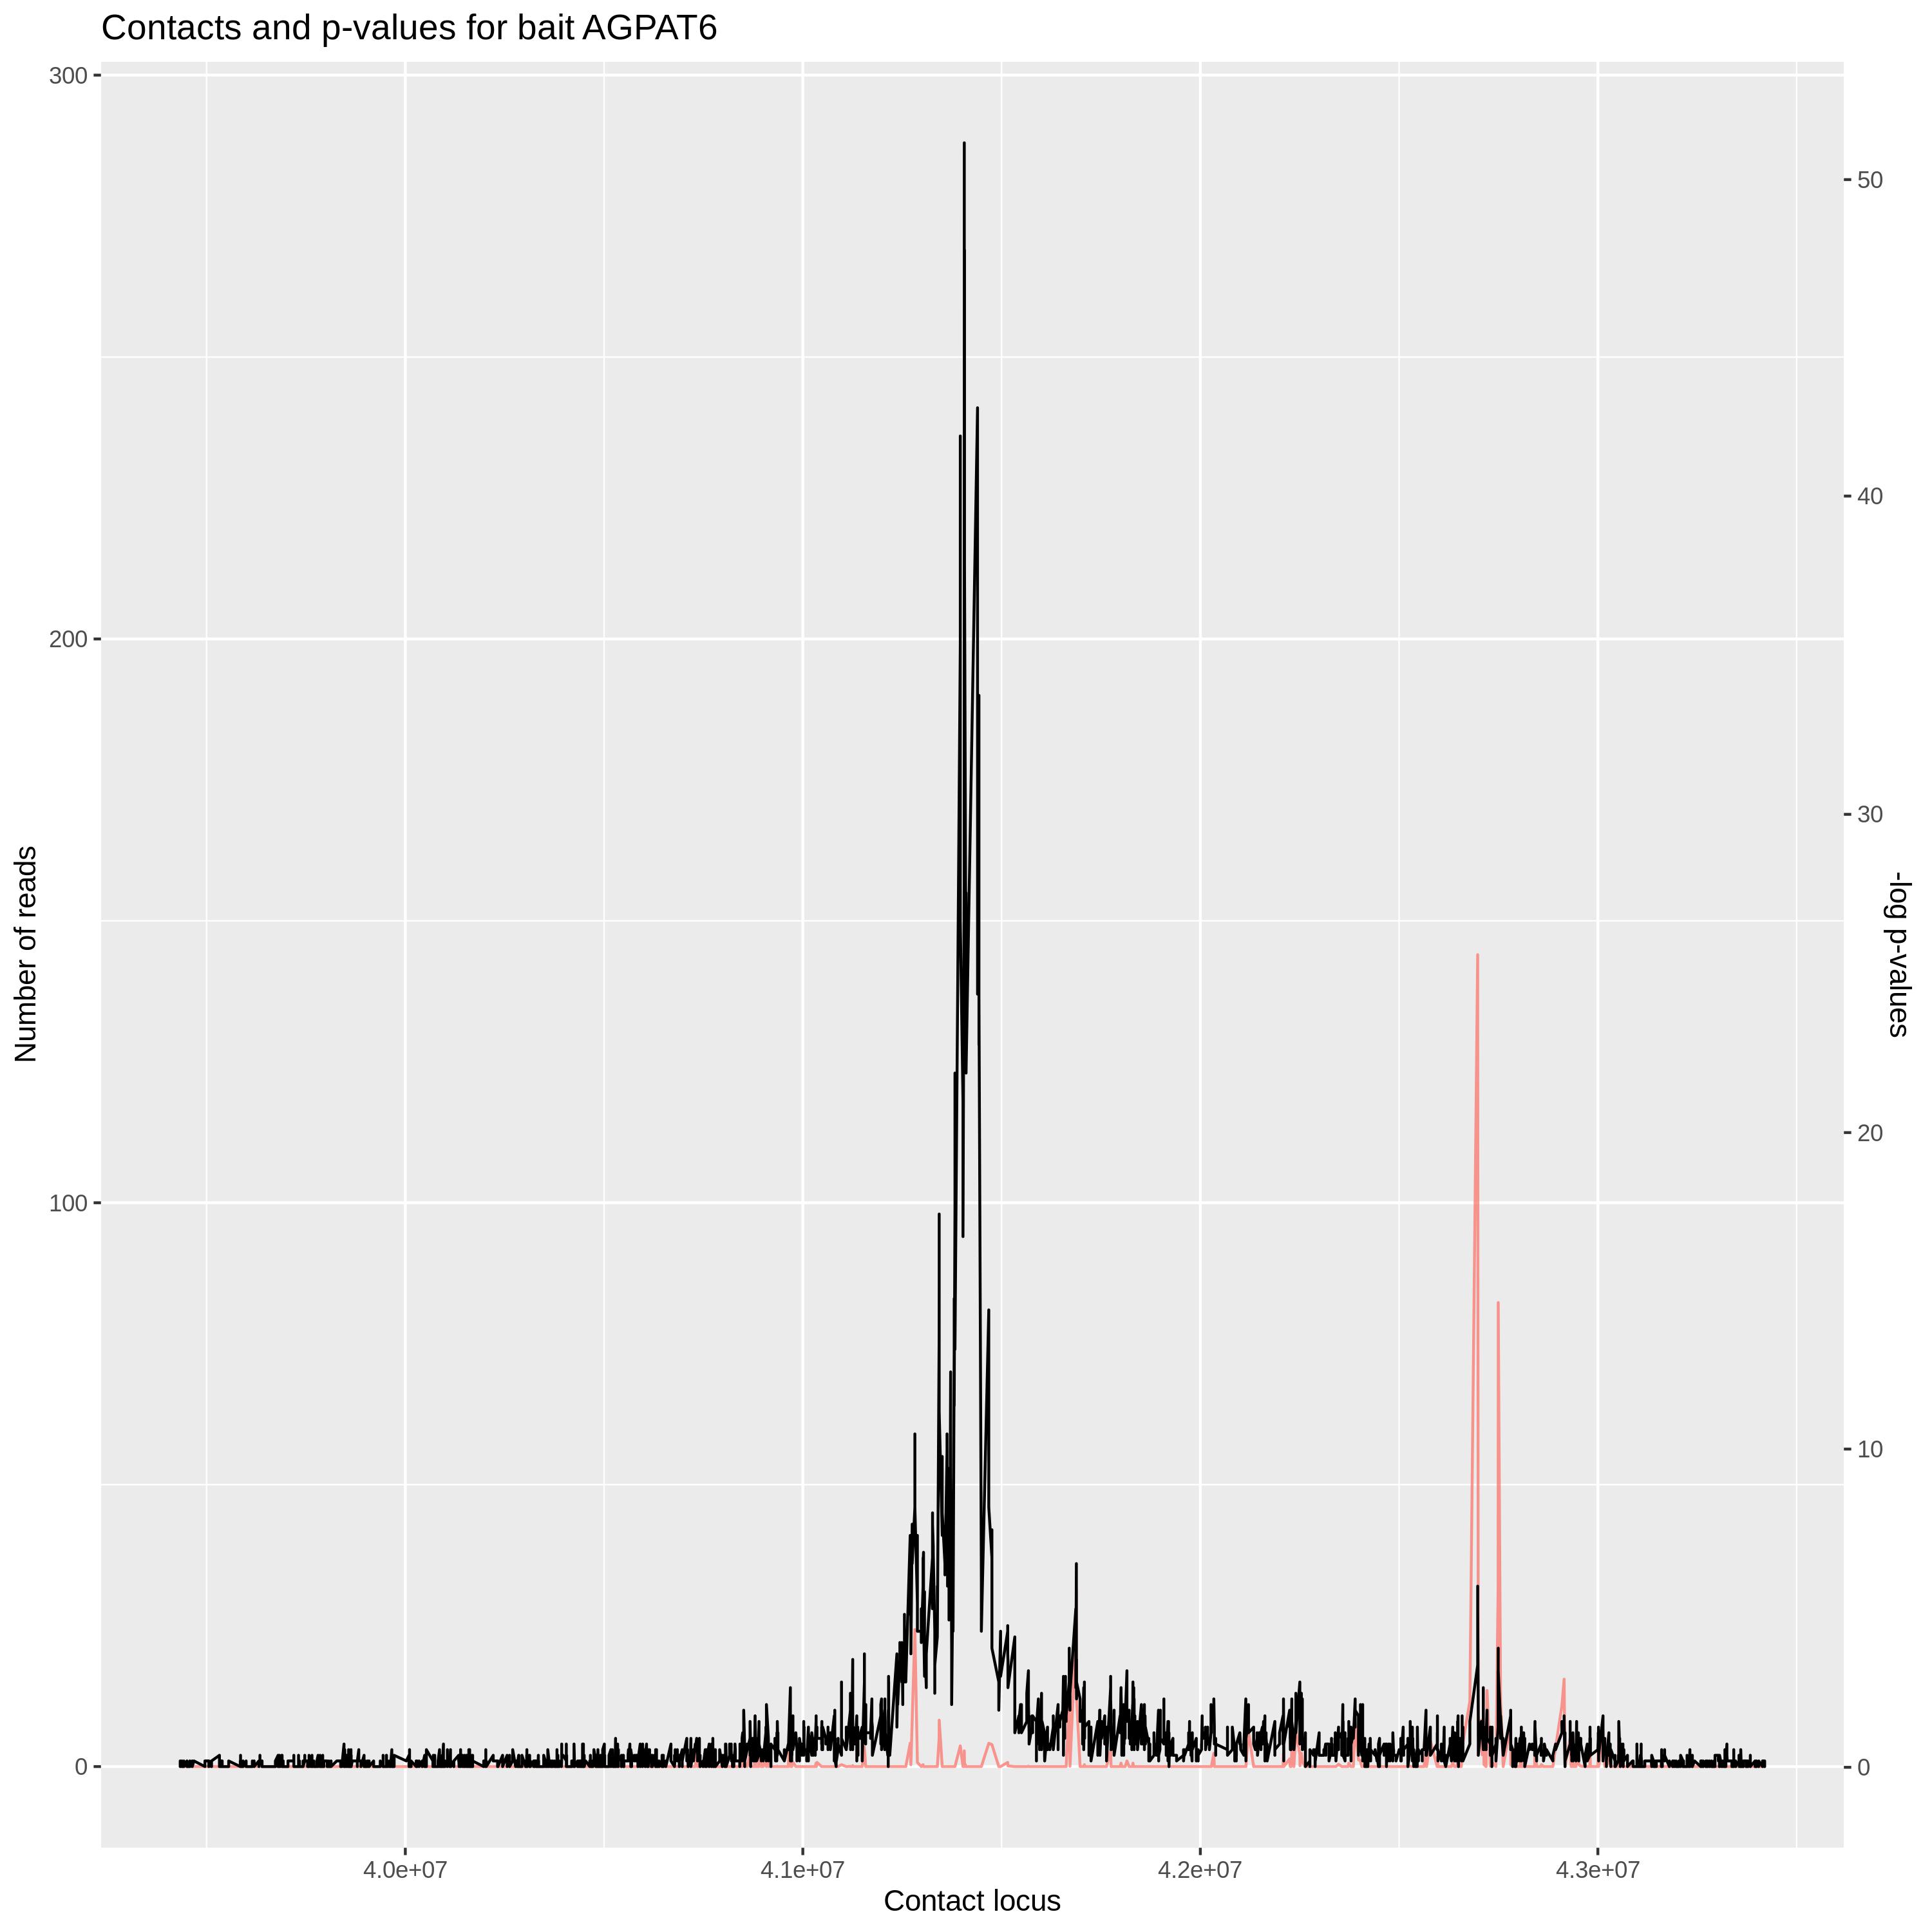 Contacts and p-values for bait AGPAT6
300
200
100
0
Number of reads
50
40
30
20
10
0
-log p-values
4.0e+07
4.1e+07
4.2e+07
4.3e+07
Contact locus